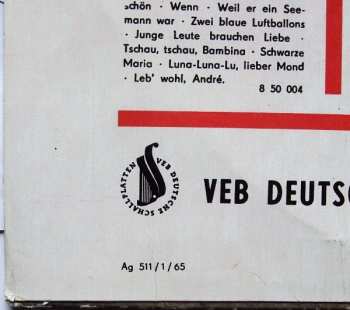 schön · Wenn · Weil er ein See-
mann war · Zwei blaue Luftballons
· Junge Leute brauchen Liebe ·
Tschau, tschau, Bambina · Schwarze
Maria · Luna-Luna-Lu, lieber Mond
· Leb' wohl, André.
8 50 004
VEB DEUTSCHE SCHALLPLATTEN
VEB DEUTSC
Ag 511/1/65